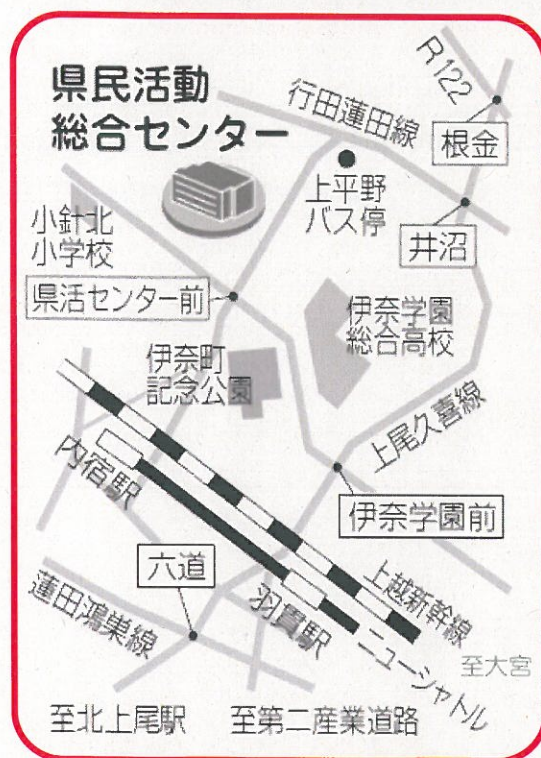 県民活動
総合センター
R122
行田蓮田線
根金
上平野
バス停
井沼
小針北
小学校
県活センター前
伊奈学園
総合高校
伊奈町
記念公園
上尾久喜線
内宿駅
伊奈学園前
六道
上越新幹線
羽貫駅
蓮田鴻巣線
ニューシャトル
至大宮
至北上尾駅
至第二産業道路